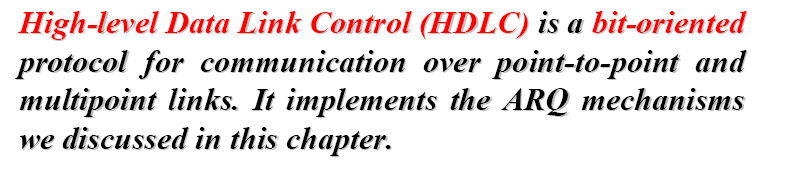 High-level Data Link Control (HDLC) is a bit-oriented
protocol for communication over point-to-point and
multipoint links. It implements the ARQ mechanisms
we discussed in this chapter.